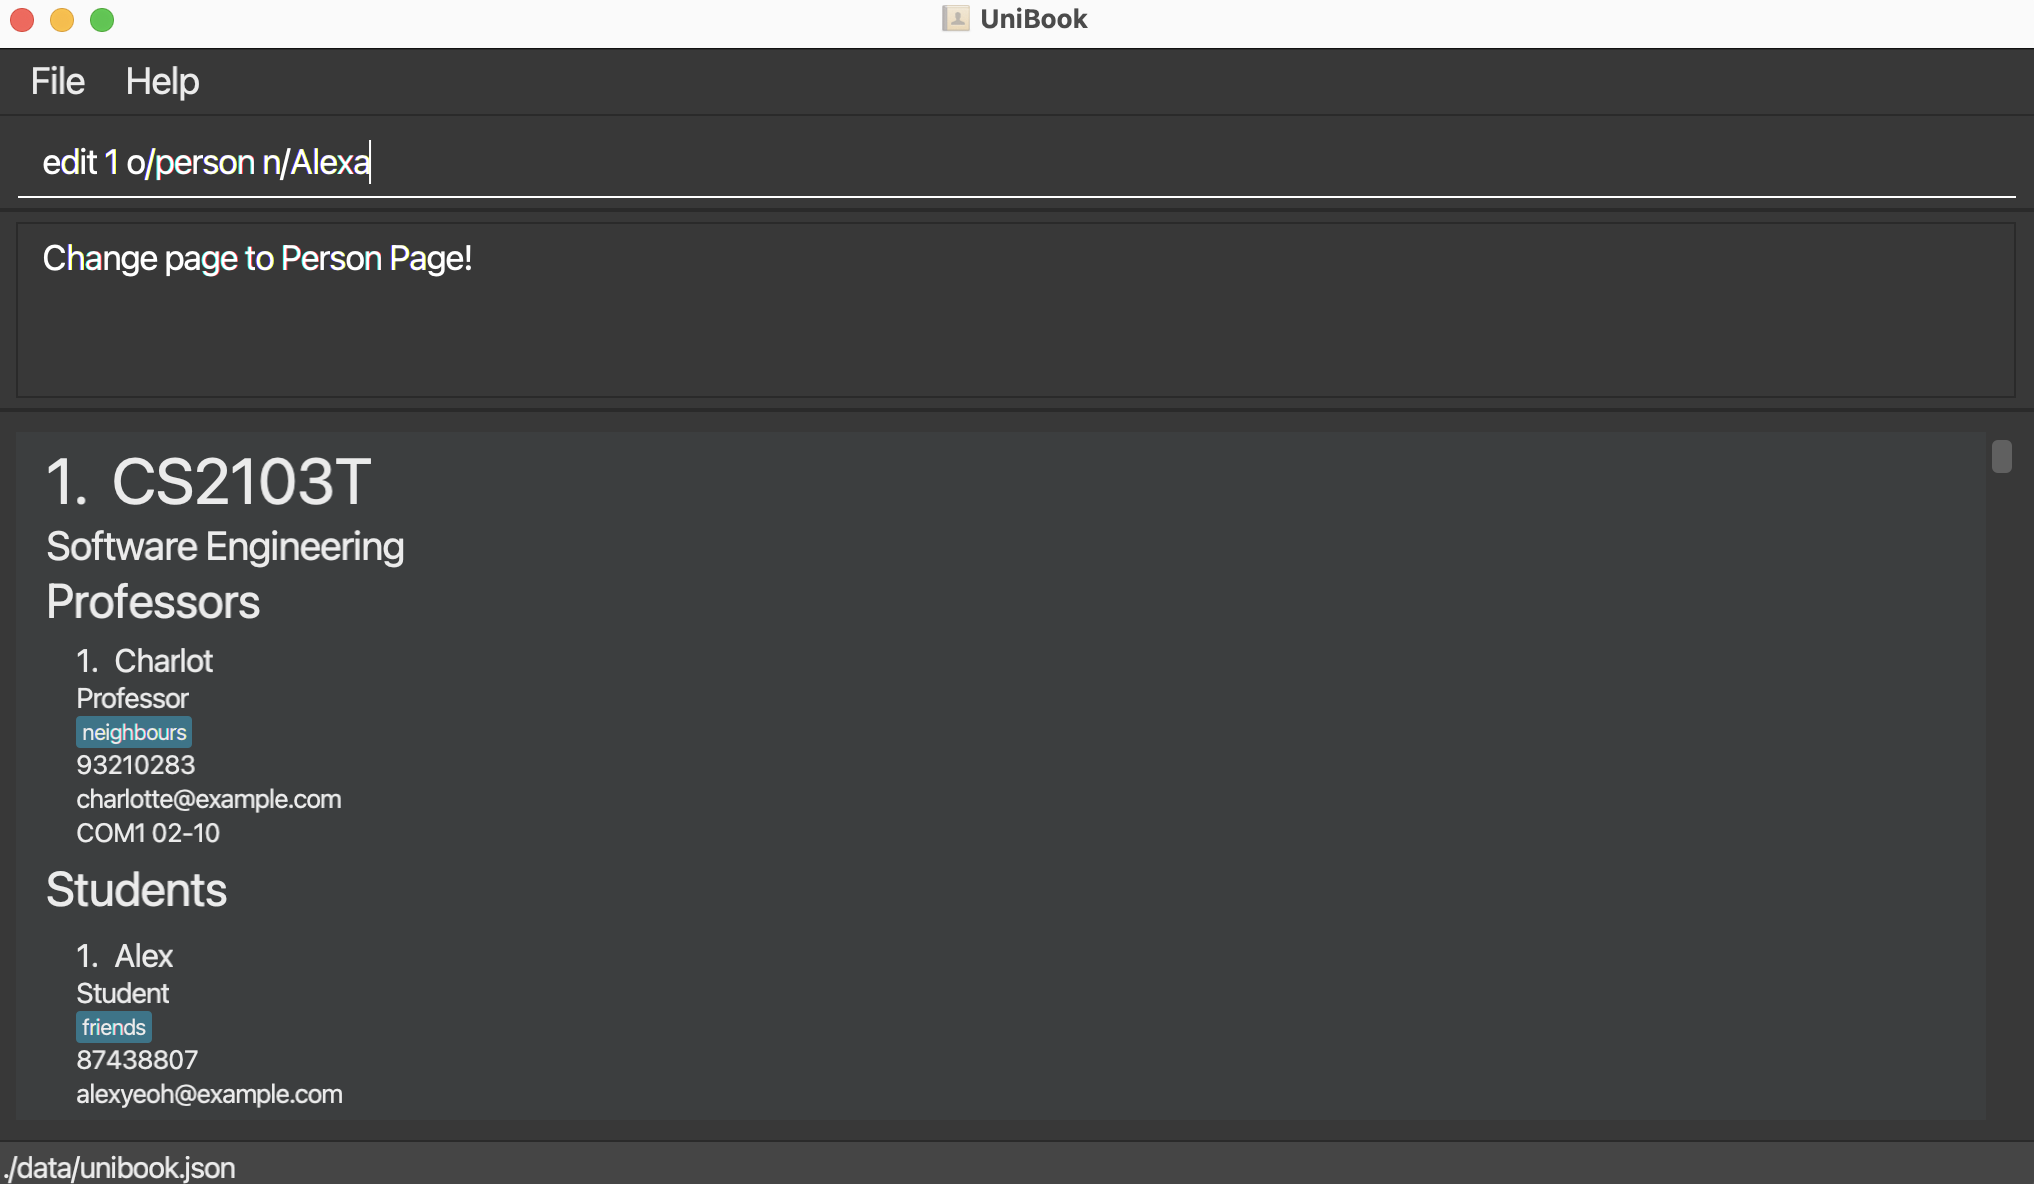 UniBook
File Help
edit 1 o/person n/Alexa
Change page to Person Page!
1. CS2103T
Software Engineering
Professors
1. Charlot
Professor
neighbours
93210283
charlotte@example.com
COM1 02-10
Students
1. Alex
Student
friends
87438807
alexyeoh@example.com
./data/unibook.json